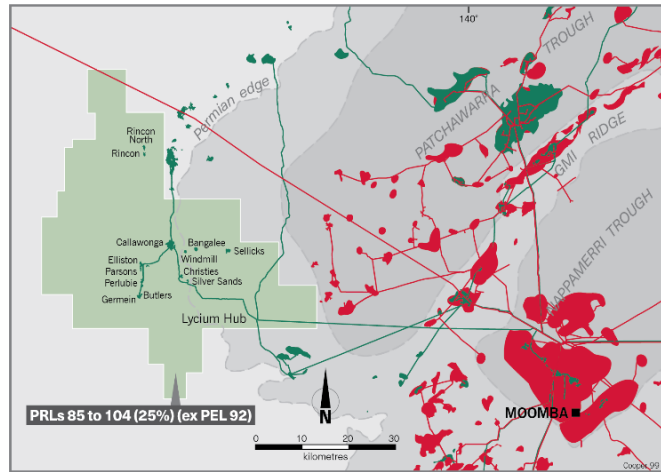 140°
TROUGH
PATCHAWARRA
Permian edge
GMI RIDGE
Rincon
North
Rincon
NAPPAMERRI TROUGH
Callawonga
Bangalee
Sellicks
Elliston
Windmill
Parsons
Christies
Perlubie
Silver Sands
Germein
Butlers
Lycium Hub
MOOMBA
PRLs 85 to 104 (25%) (ex PEL 92)
N
0 10 20 30
kilometres
Cooper 99